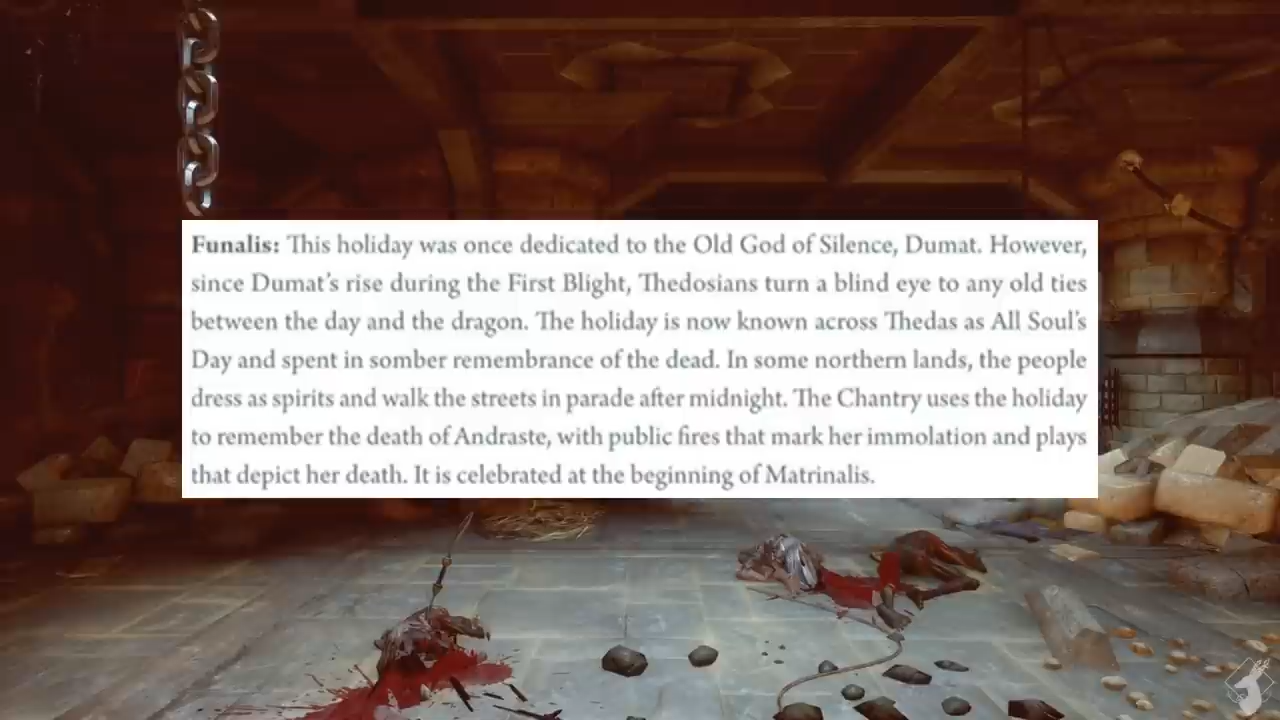 Funalis: This holiday was once dedicated to the Old God of Silence, Dumat. However,
since Dumat's rise during the First Blight, Thedosians turn a blind eye to any old ties
between the day and the dragon. The holiday is now known across Thedas as All Soul's
Day and spent in somber remembrance of the dead. In some northern lands, the people
dress as spirits and walk the streets in parade after midnight. The Chantry uses the holiday
to remember the death of Andraste, with public fires that mark her immolation and plays
that depict her death. It is celebrated at the beginning of Matrinalis.